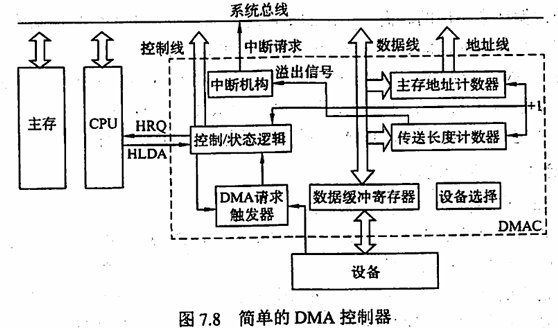 系统总线
控制线
中断请求
数据线
地址线
中断机构
溢出信号
主存地址计数器
+1
主存
CPU
HRQ
HLDA
控制/状态逻辑
传送长度计数器
DMA请求
触发器
数据缓冲寄存器
设备选择
DMAC
设备
图 7.8 简单的 DMA 控制器